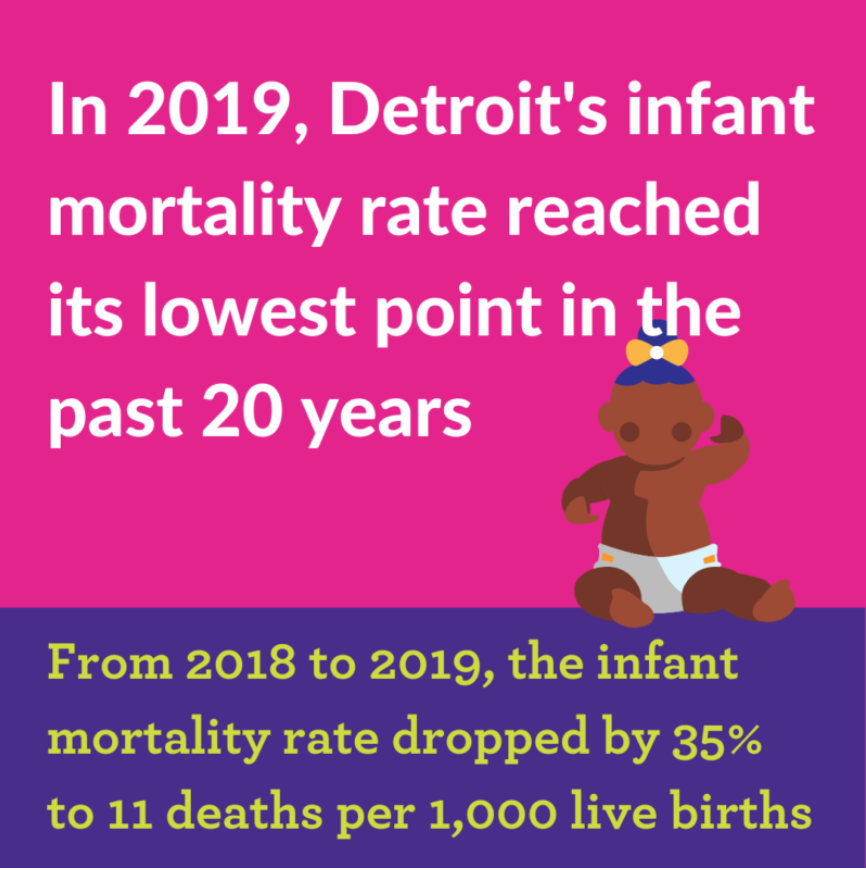 In 2019, Detroit's infant
mortality rate reached
its lowest point in the
past 20 years
From 2018 to 2019, the infant
mortality rate dropped by 35%
to 11 deaths per 1,000 live births